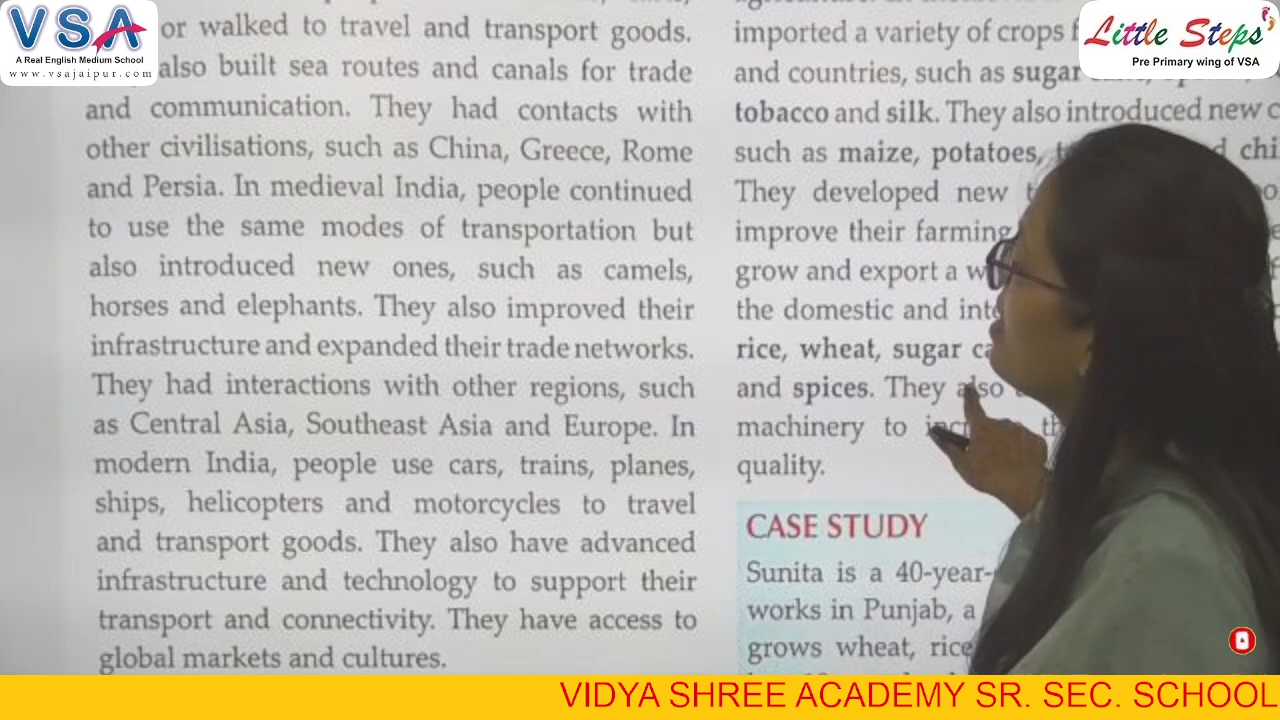 VSA
A Real English Medium School
www.vsajaipur.com
Little Steps
Pre Primary wing of VSA
or walked to travel and transport goods.
also built sea routes and canals for trade
and communication. They had contacts with
other civilisations, such as China, Greece, Rome
and Persia. In medieval India, people continued
to use the same modes of transportation but
also introduced new ones, such as camels,
horses and elephants. They also improved their
infrastructure and expanded their trade networks.
They had interactions with other regions, such
as Central Asia, Southeast Asia and Europe. In
modern India, people use cars, trains, planes,
ships, helicopters and motorcycles to travel
and transport goods. They also have advanced
infrastructure and technology to support their
transport and connectivity. They have access to
global markets and cultures.
imported a variety of crops
and countries, such as sugar
tobacco and silk. They also introduced new
such as maize, potatoes,
They developed new
improve their farming
grow and export a
the domestic and
rice, wheat, sugar
and spices. They also
machinery to
quality.
CASE STUDY
Sunita is a 40-year-
works in Punjab, a
grows wheat, rice
VIDYA SHREE ACADEMY SR. SEC. SCHOOL